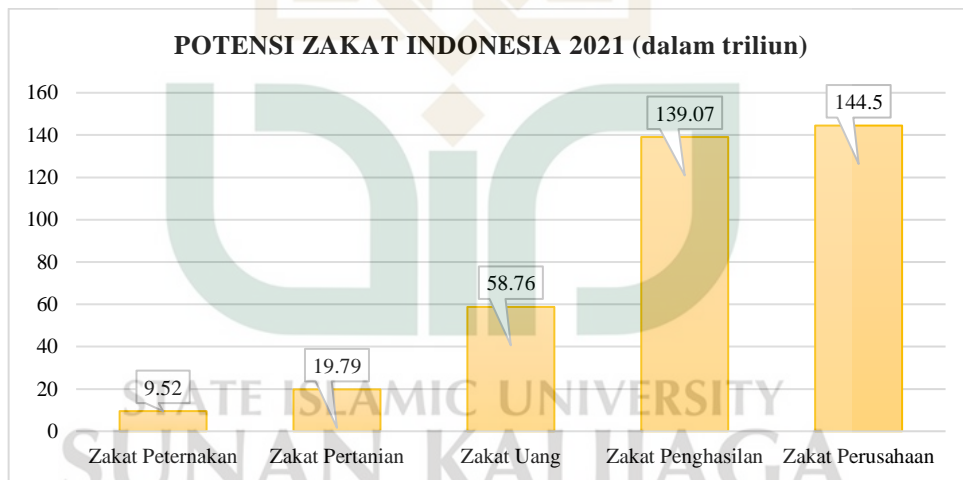 POTENSI ZAKAT INDONESIA 2021 (dalam triliun)
160
140
120
100
80
60
40
20
0
9.52
19.79
58.76
139.07
144.5
Zakat Peternakan
Zakat Pertanian
Zakat Uang
Zakat Penghasilan
Zakat Perusahaan
STATE ISLAMIC UNIVERSITY
SUNAN KALIJAGA